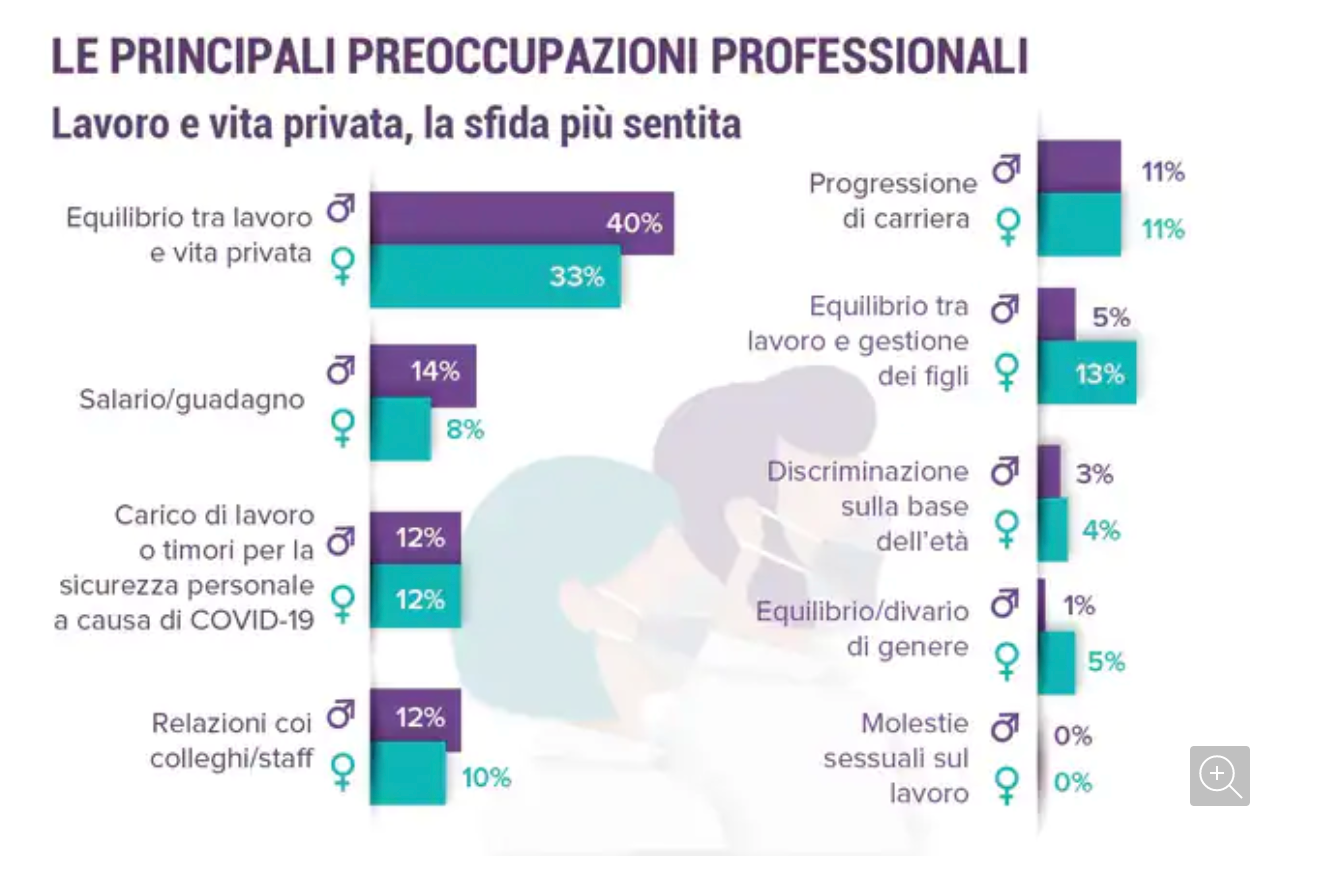 LE PRINCIPALI PREOCCUPAZIONI PROFESSIONALI
Lavoro e vita privata, la sfida più sentita
Equilibrio tra lavoro
e vita privata
40%
33%
Salario/guadagno
14%
8%
Carico di lavoro
o timori per la
sicurezza personale
a causa di COVID-19
12%
12%
Relazioni coi
colleghi/staff
12%
10%
Progressione
di carriera
11%
11%
Equilibrio tra
lavoro e gestione
dei figli
5%
13%
Discriminazione
sulla base
dell'età
3%
4%
Equilibrio/divario
di genere
1%
5%
Molestie
sessuali sul
lavoro
0%
0%